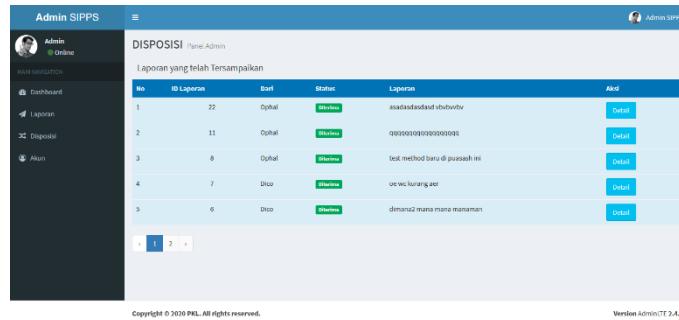 Admin SIPPS
Admin SIPP
Admin
Online
DISPOSISI Panel Admin
MAIN NAVIGATION
Laporan yang telah Tersampaikan
Dashboard
Laporan
Disposisi
Akun
No ID Laporan Dari Status Laporan Aksi
1 22 Ophal Diterima asadasdasdasd vbvbvvbv Detail
2 11 Ophal Diterima qqqqqqqqqqqqqqqqqq Detail
3 8 Ophal Diterima test method baru di puasash ini Detail
4 7 Dico Diterima oe wc kurang aer Detail
5 6 Dico Diterima dimana2 mana mana manaman Detail
‹ 1 2 ›
Copyright © 2020 PKL. All rights reserved.
Version AdminLTE 2.4.